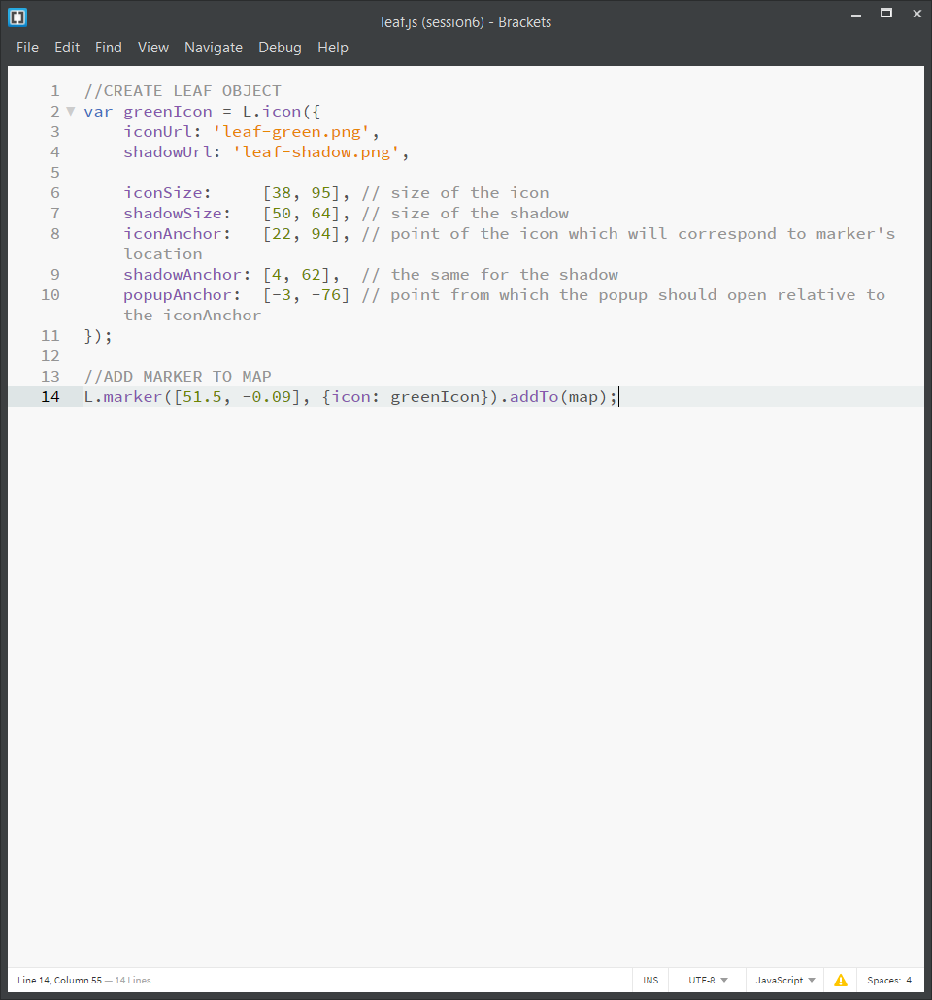 leaf.js (session6) - Brackets
File Edit Find View Navigate Debug Help
1 //CREATE LEAF OBJECT
2 var greenIcon = L.icon({
3     iconUrl: 'leaf-green.png',
4     shadowUrl: 'leaf-shadow.png',
5
6     iconSize:     [38, 95], // size of the icon
7     shadowSize:   [50, 64], // size of the shadow
8     iconAnchor:   [22, 94], // point of the icon which will correspond to marker's
location
9     shadowAnchor: [4, 62],  // the same for the shadow
10     popupAnchor:  [-3, -76] // point from which the popup should open relative to
the iconAnchor
11 });
12
13 //ADD MARKER TO MAP
14 L.marker([51.5, -0.09], {icon: greenIcon}).addTo(map);
Line 14, Column 55 — 14 Lines INS UTF-8 JavaScript Spaces: 4